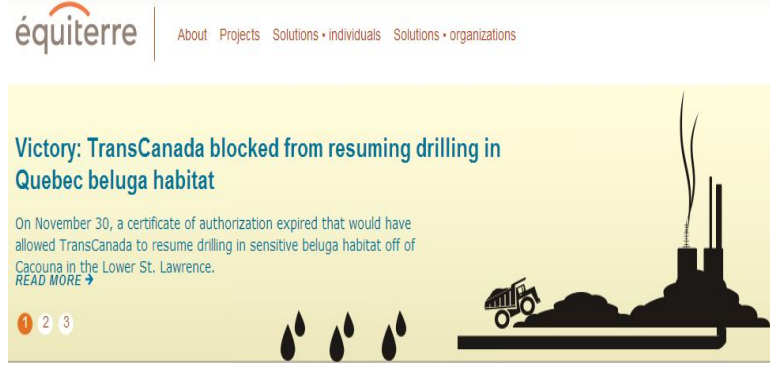 équiterre
About Projects Solutions • individuals Solutions • organizations
Victory: TransCanada blocked from resuming drilling in
Quebec beluga habitat
On November 30, a certificate of authorization expired that would have
allowed TransCanada to resume drilling in sensitive beluga habitat off of
Cacouna in the Lower St. Lawrence.
READ MORE →
1 2 3